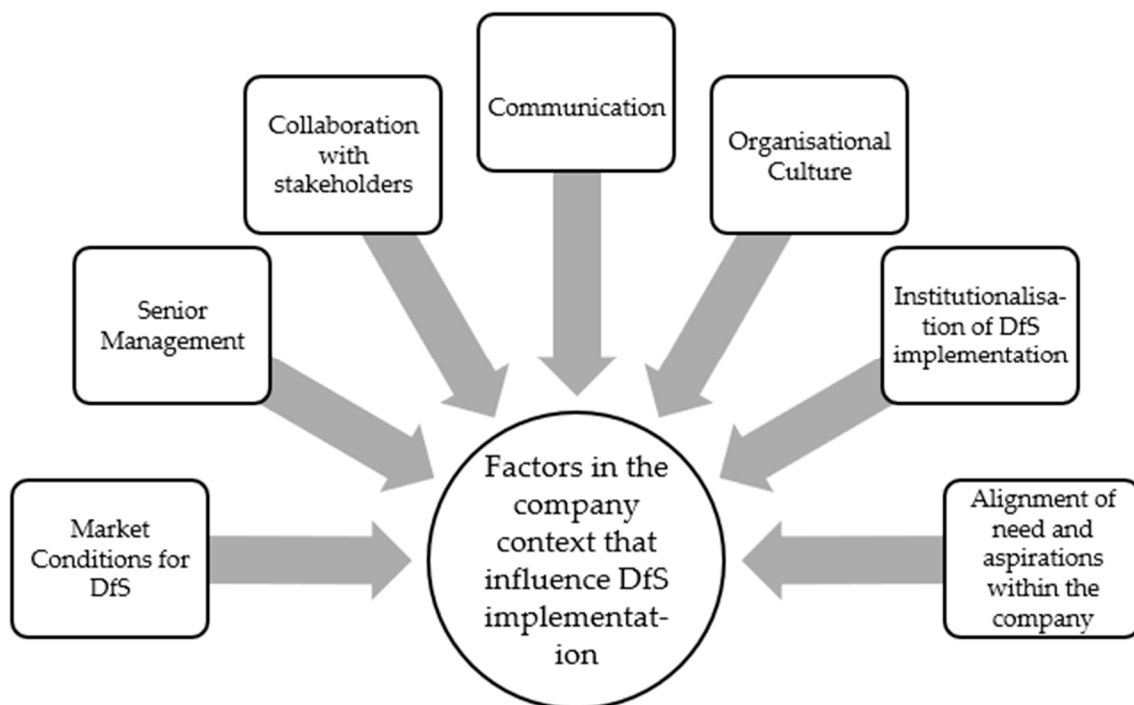 Communication
Collaboration
with
stakeholders
Organisational
Culture
Senior
Management
Institutionalisa-
tion of DfS
implementation
Market
Conditions for
DfS
Factors in the
company
context that
influence DfS
implementat-
ion
Alignment of
need and
aspirations
within the
company